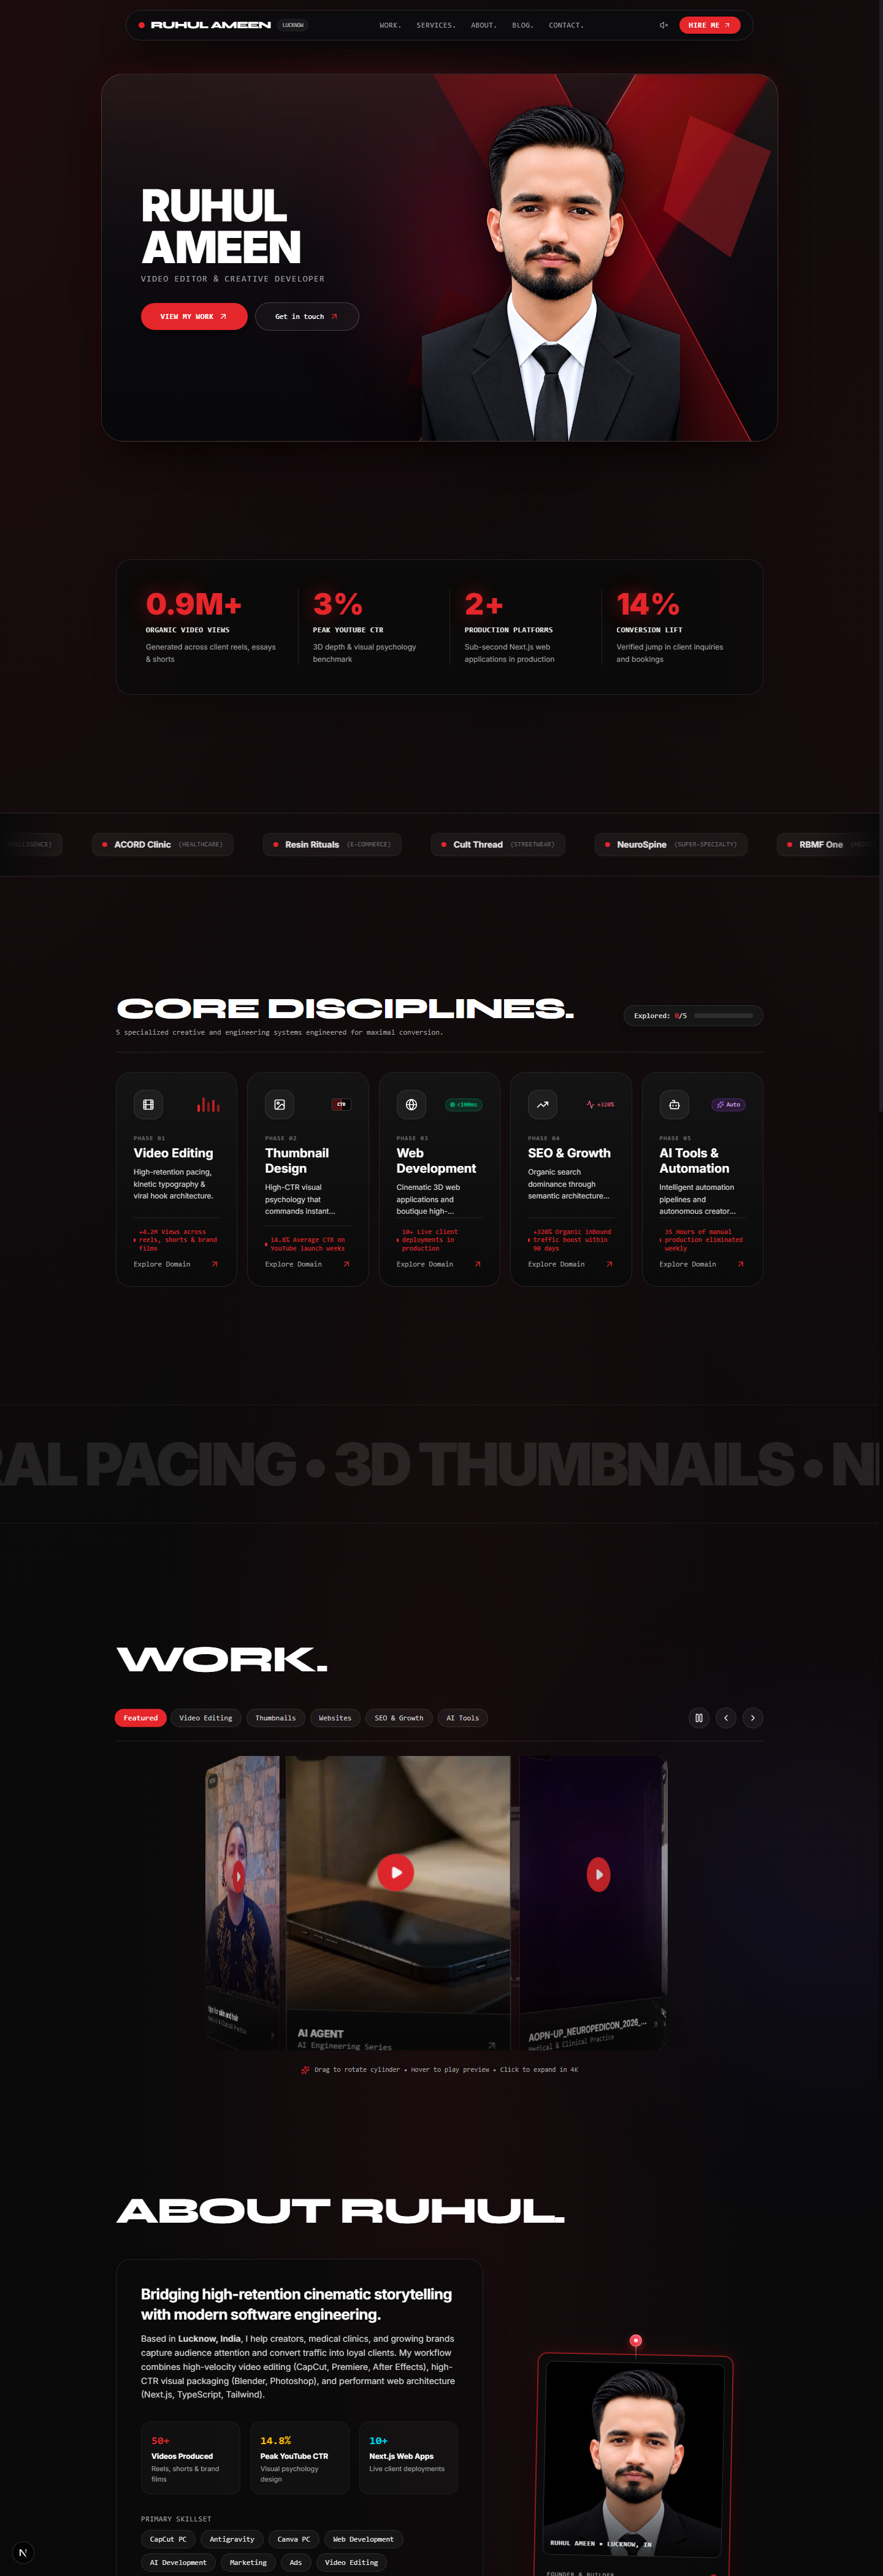 RUHUL AMEEN
LUCKNOW
WORK.
SERVICES.
ABOUT.
BLOG.
CONTACT.
HIRE ME
RUHUL
AMEEN
VIDEO EDITOR & CREATIVE DEVELOPER
VIEW MY WORK
Get in touch
0.9M+
ORGANIC VIDEO VIEWS
Generated across client reels, essays
& shorts
3%
PEAK YOUTUBE CTR
3D depth & visual psychology
benchmark
2+
PRODUCTION PLATFORMS
Sub-second Next.js web
applications in production
14%
CONVERSION LIFT
Verified jump in client inquiries
and bookings
ACORD Clinic (HEALTHCARE)
Resin Rituals (E-COMMERCE)
Cult Thread (STREETWEAR)
NeuroSpine (SUPER-SPECIALTY)
RBMF One
CORE DISCIPLINES.
5 specialized creative and engineering systems engineered for maximal conversion.
Explored: 0/5
PHASE 01
Video Editing
High-retention pacing,
kinetic typography &
viral hook architecture.
+4.2M Views across
reels, shorts & brand
films
Explore Domain
CTR
PHASE 02
Thumbnail
Design
High-CTR visual
psychology that
commands instant...
14.8% Average CTR on
YouTube launch weeks
Explore Domain
<100ms
PHASE 03
Web
Development
Cinematic 3D web
applications and
boutique high-...
10+ Live client
deployments in
production
Explore Domain
+320%
PHASE 04
SEO & Growth
Organic search
dominance through
semantic architecture...
+320% Organic inbound
traffic boost within
90 days
Explore Domain
Auto
PHASE 05
AI Tools &
Automation
Intelligent automation
pipelines and
autonomous creator...
35 Hours of manual
production eliminated
weekly
Explore Domain
RAL PACING • 3D THUMBNAILS • N
WORK.
Featured
Video Editing
Thumbnails
Websites
SEO & Growth
AI Tools
AI AGENT
AI Engineering Series
AOPN-UP_NEUROPEDICON_2026_...
Medical & Clinical Practice
Drag to rotate cylinder • Hover to play preview • Click to expand in 4K
ABOUT RUHUL.
Bridging high-retention cinematic storytelling
with modern software engineering.
Based in Lucknow, India, I help creators, medical clinics, and growing brands
capture audience attention and convert traffic into loyal clients. My workflow
combines high-velocity video editing (CapCut, Premiere, After Effects), high-
CTR visual packaging (Blender, Photoshop), and performant web architecture
(Next.js, TypeScript, Tailwind).
50+
Videos Produced
Reels, shorts & brand
films
14.8%
Peak YouTube CTR
Visual psychology
design
10+
Next.js Web Apps
Live client deployments
PRIMARY SKILLSET
CapCut PC
Antigravity
Canva PC
Web Development
AI Development
Marketing
Ads
Video Editing
RUHUL AMEEN • LUCKNOW, IN
FOUNDER & BUILDER
N